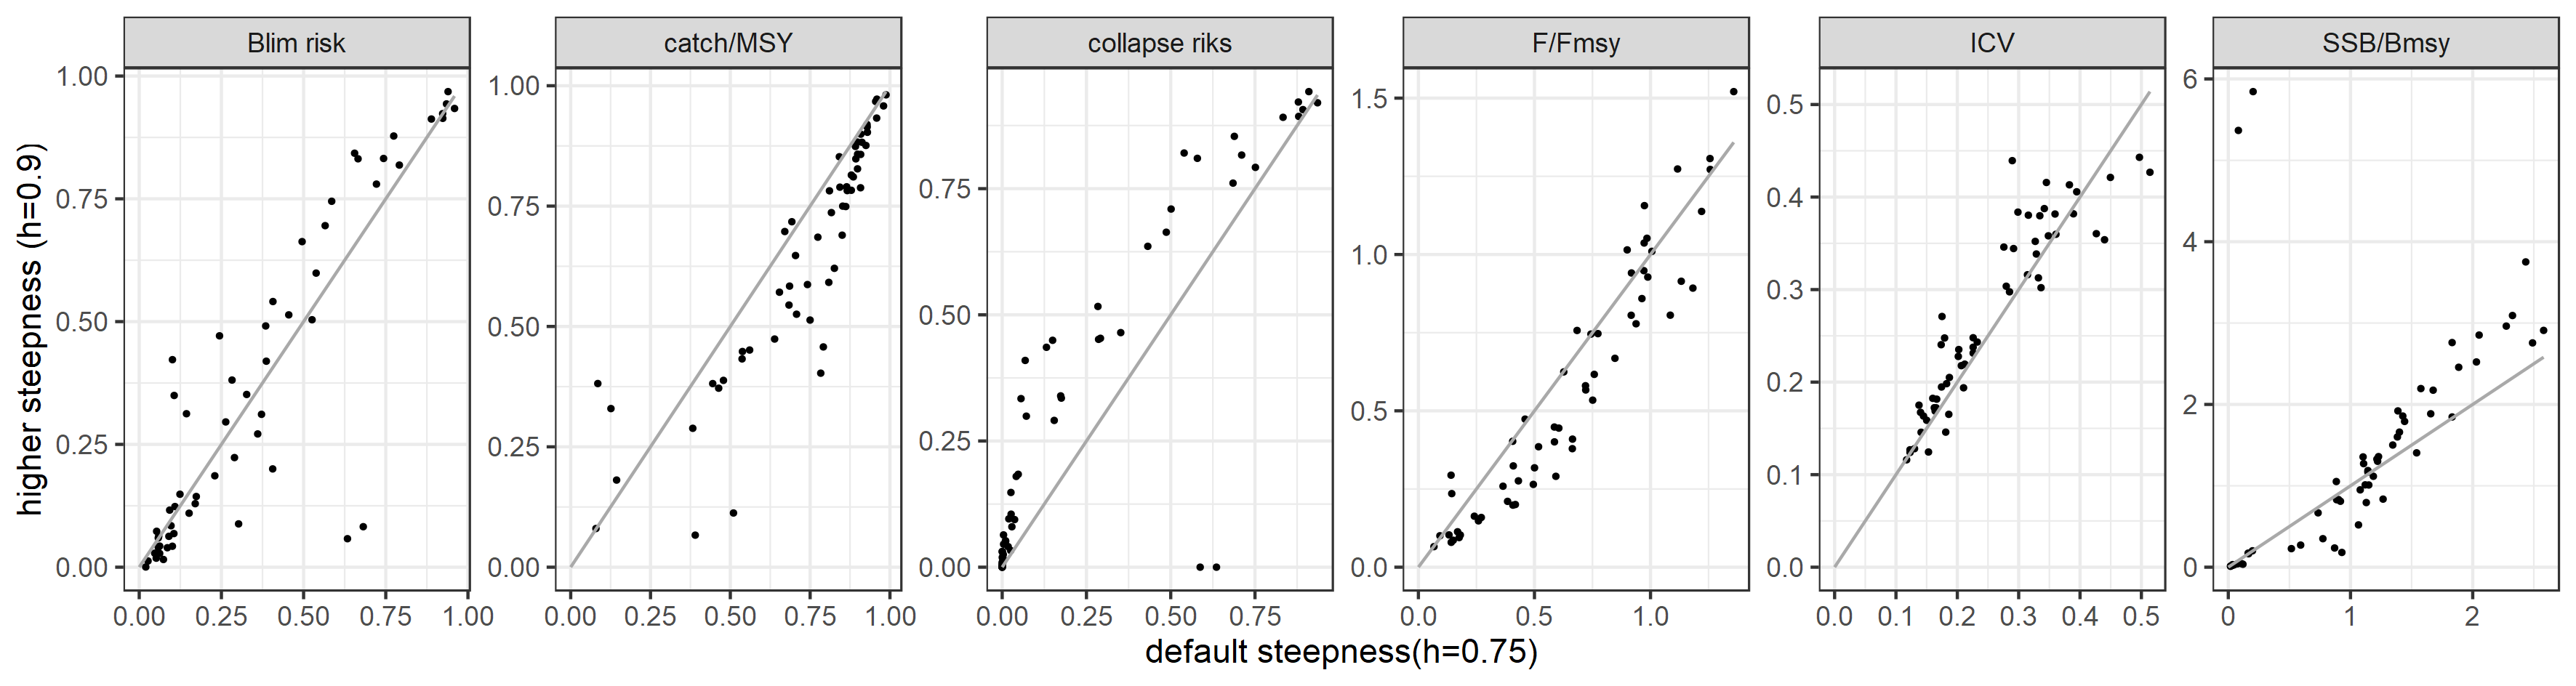 Blim risk
catch/MSY
collapse riks
F/Fmsy
ICV
SSB/Bmsy
higher steepness (h=0.9)
1.00
0.75
0.50
0.25
0.00
0.00 0.25 0.50 0.75 1.00
1.00
0.75
0.50
0.25
0.00
0.00 0.25 0.50 0.75 1.00
0.75
0.50
0.25
0.00
0.00 0.25 0.50 0.75
1.5
1.0
0.5
0.0
0.0 0.5 1.0
0.5
0.4
0.3
0.2
0.1
0.0
0.0 0.1 0.2 0.3 0.4 0.5
6
4
2
0
0 1 2
default steepness(h=0.75)